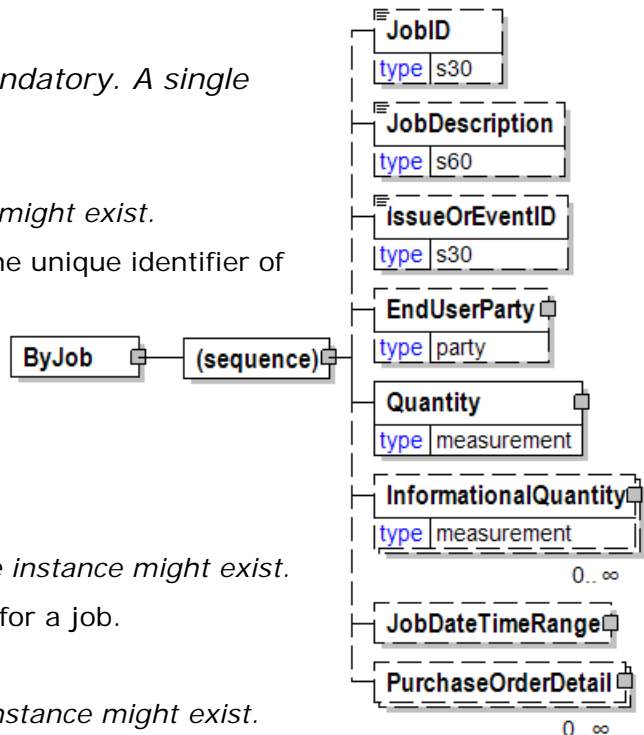 ndatory. A single
might exist.
he unique identifier of
instance might exist.
for a job.
nstance might exist.
ByJob
(sequence)
JobID
type s30
JobDescription
type s60
IssueOrEventID
type s30
EndUserParty
type party
Quantity
type measurement
InformationalQuantity
type measurement
0..∞
JobDateTimeRange
PurchaseOrderDetail
0..∞